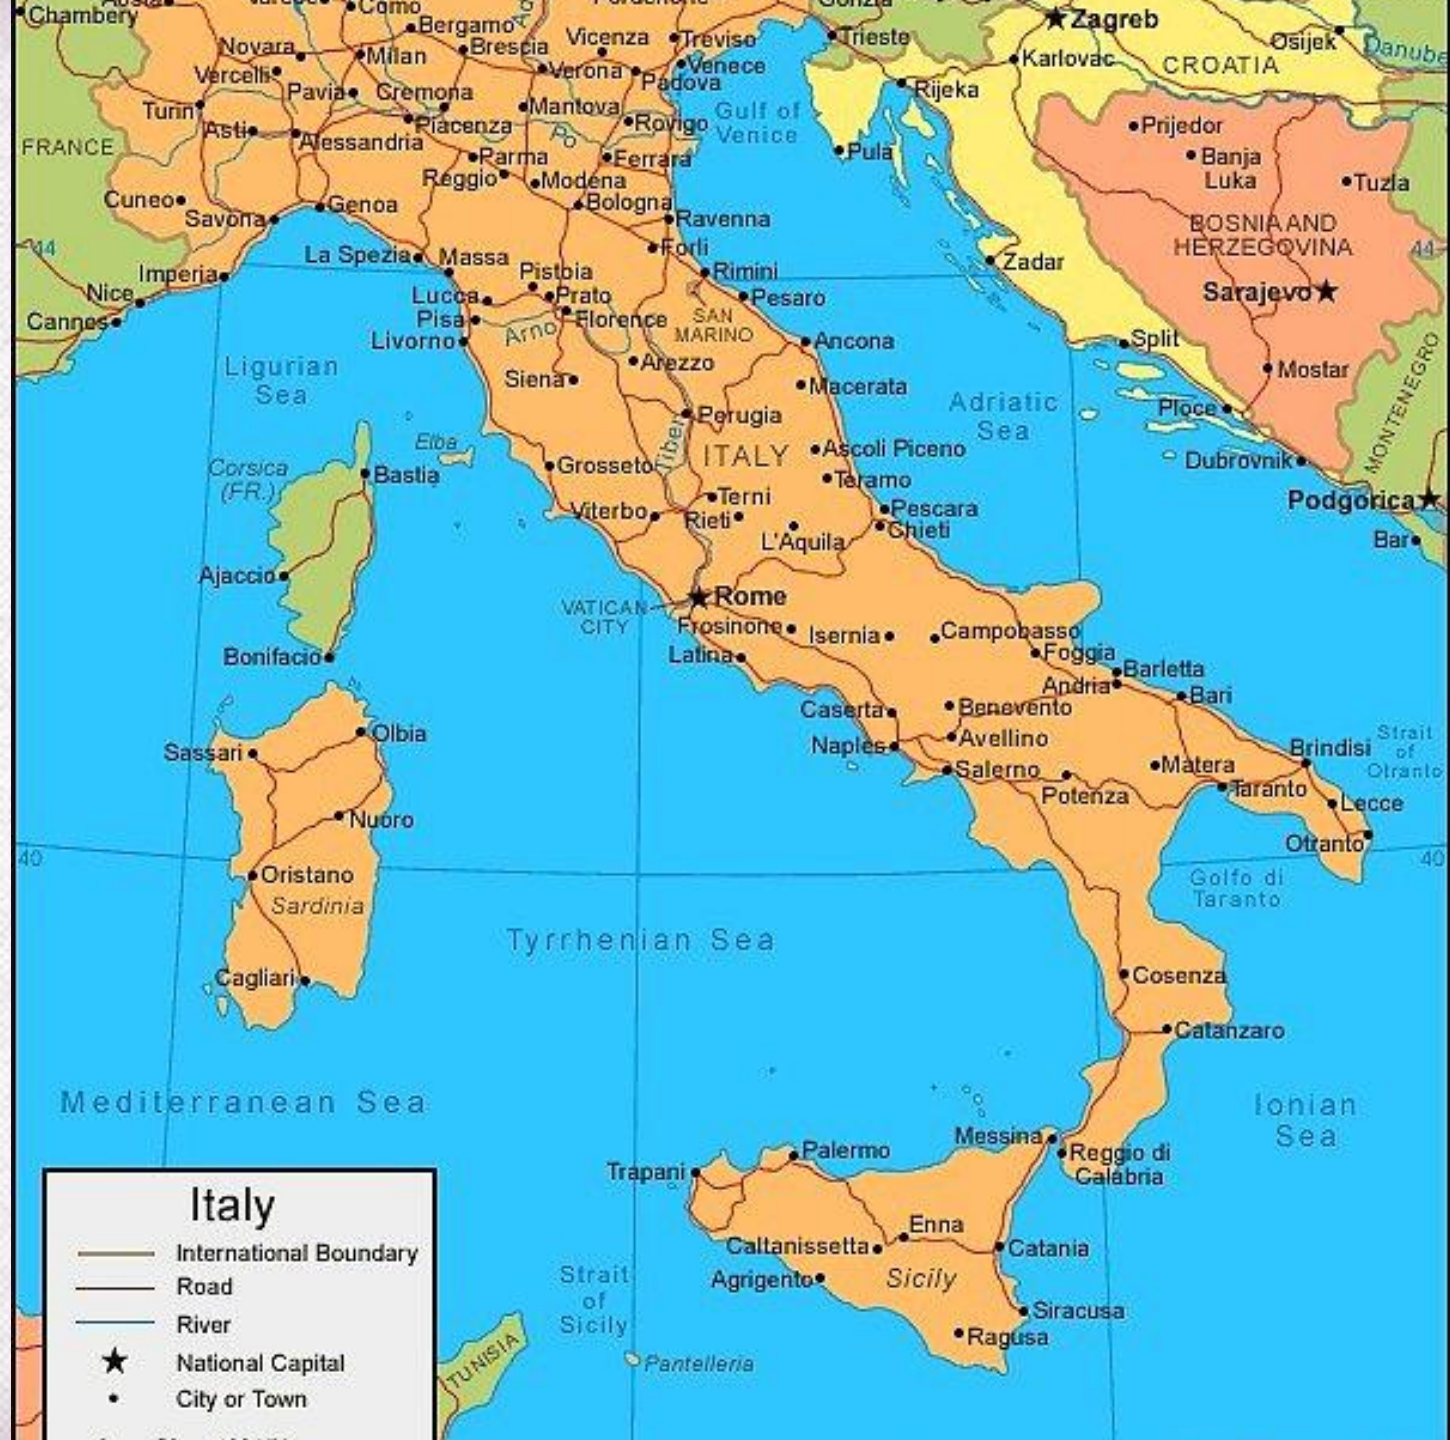 Chambery
Como
Bergamo
Zagreb
Novara
Milan
Brescia
Vicenza
Treviso
Trieste
Osijek
Danube
Karlovac
CROATIA
Vercelli
Verona
Venece
Padova
Pavia
Cremona
Rijeka
Turin
Mantova
Gulf of
Venice
Asti
Piacenza
Po
Rovigo
Prijedor
FRANCE
Alessandria
Parma
Ferrara
Pula
Banja
Luka
Reggio
Modena
Tuzla
Cuneo
Savona
Genoa
Bologna
Ravenna
BOSNIA AND
HERZEGOVINA
44
La Spezia
Massa
Forli
44
Zadar
Imperia
Pistoia
Rimini
Nice
Lucca
Prato
Pesaro
Sarajevo
Cannes
Pisa
Arno
Florence
SAN
MARINO
Livorno
Ancona
Split
Ligurian
Sea
Arezzo
Siena
Macerata
Mostar
MONTENEGRO
Adriatic
Sea
Ploce
Perugia
Elba
Tiber
ITALY
Ascoli Piceno
Corsica
(FR.)
Bastia
Grosseto
Teramo
Dubrovnik
Terni
Podgorica
Viterbo
Rieti
Pescara
L'Aquila
Chieti
Bar
Ajaccio
Rome
VATICAN
CITY
Frosinone
Isernia
Campobasso
Bonifacio
Latina
Foggia
Barletta
Andria
Bari
Caserta
Benevento
Olbia
Sassari
Naples
Avellino
Brindisi
Strait
of
Otranto
Salerno
Matera
Potenza
Taranto
Lecce
Nuoro
Otranto
40
40
Oristano
Sardinia
Golfo di
Taranto
Tyrrhenian Sea
Cagliari
Cosenza
Catanzaro
Mediterranean Sea
Ionian
Sea
Messina
Palermo
Reggio di
Calabria
Trapani
Enna
Caltanissetta
Catania
Agrigento
Sicily
Strait
of
Sicily
Siracusa
Ragusa
Pantelleria
TUNISIA
Italy
International Boundary
Road
River
National Capital
City or Town